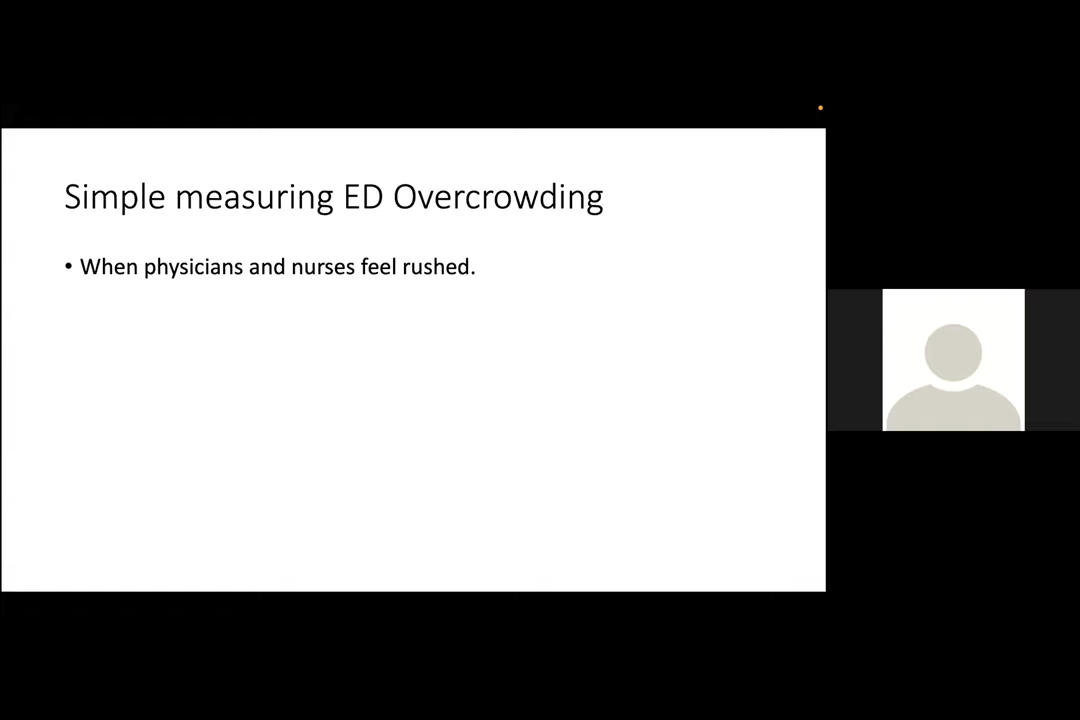 Simple measuring ED Overcrowding
• When physicians and nurses feel rushed.